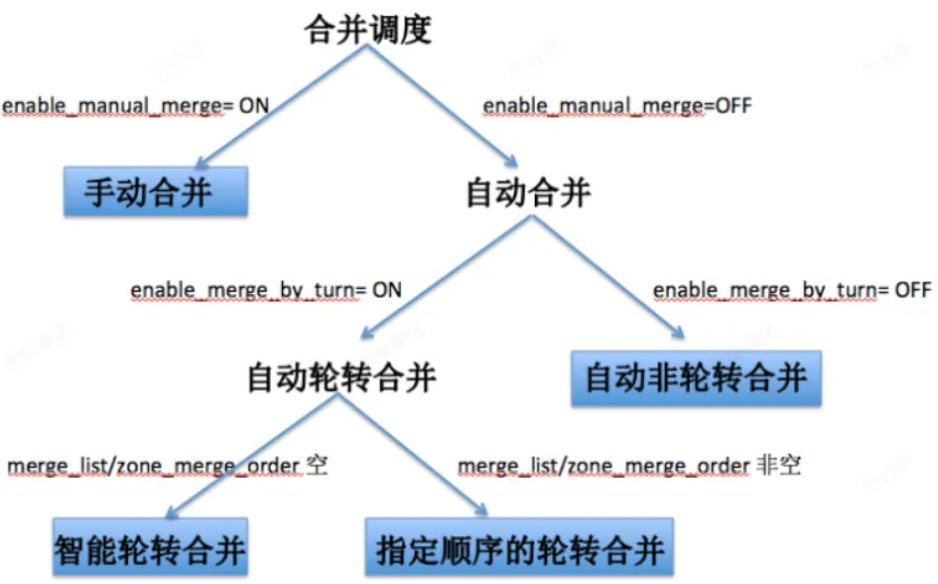 合并调度
enable_manual_merge= ON
enable_manual_merge=OFF
手动合并
自动合并
enable_merge_by_turn= ON
enable_merge_by_turn= OFF
自动轮转合并
自动非轮转合并
merge_list/zone_merge_order 空
merge_list/zone_merge_order 非空
智能轮转合并
指定顺序的轮转合并